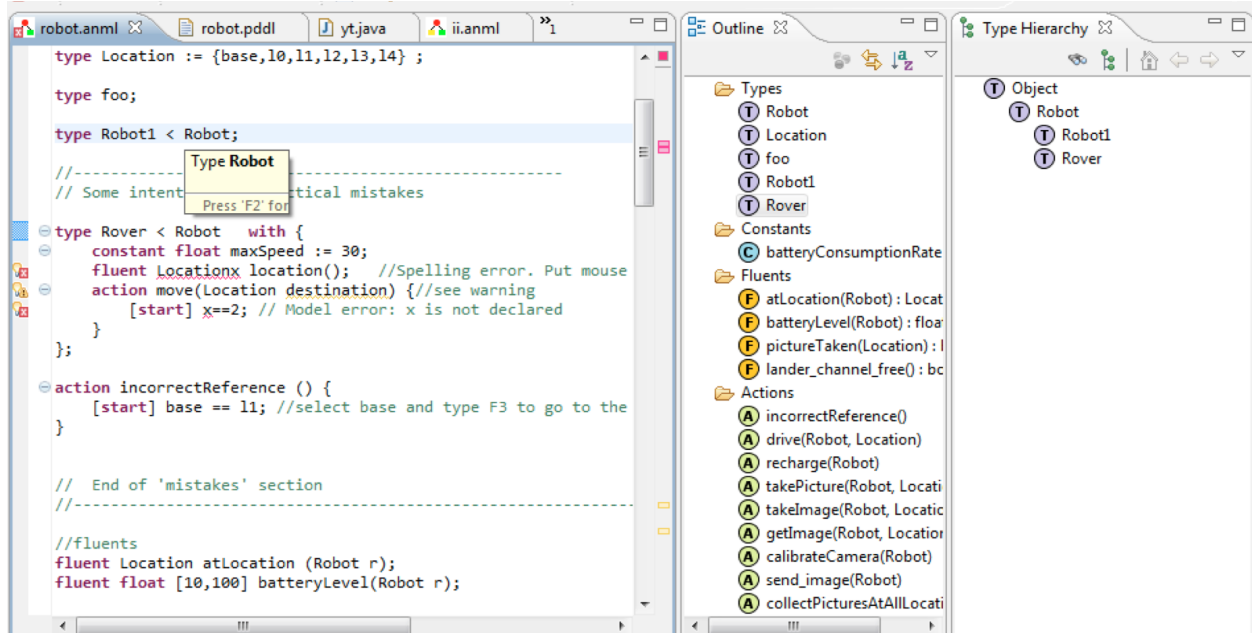 robot.anml robot.pddl yt.java ii.anml »1
type Location := {base,l0,l1,l2,l3,l4} ;
type foo;
type Robot1 < Robot;
Type Robot
Press 'F2' for
//-
// Some intent tical mistakes
type Rover < Robot with {
constant float maxSpeed := 30;
fluent Locationx location(); //Spelling error. Put mouse
action move(Location destination) {//see warning
[start] x==2; // Model error: x is not declared
}
};
action incorrectReference () {
[start] base == l1; //select base and type F3 to go to the
}
// End of 'mistakes' section
//-
//fluents
fluent Location atLocation (Robot r);
fluent float [10,100] batteryLevel(Robot r);
Outline
Types
T Robot
T Location
T foo
T Robot1
T Rover
Constants
C batteryConsumptionRate
Fluents
F atLocation(Robot) : Locat
F batteryLevel(Robot) : floa
F pictureTaken(Location) :
F lander_channel_free() : bc
Actions
A incorrectReference()
A drive(Robot, Location)
A recharge(Robot)
A takePicture(Robot, Locati
A takeImage(Robot, Locatic
A getImage(Robot, Location
A calibrateCamera(Robot)
A send_image(Robot)
A collectPicturesAtAllLocati
Type Hierarchy
T Object
T Robot
T Robot1
T Rover